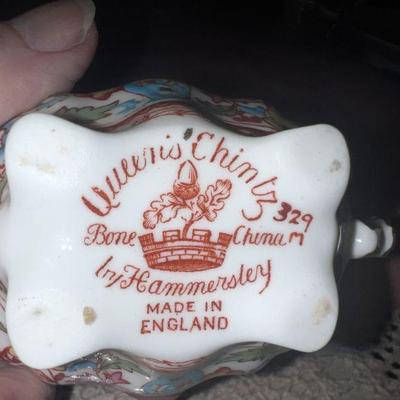 Queen's Chintz
329
Bone China M
by Hammersley
MADE IN
ENGLAND